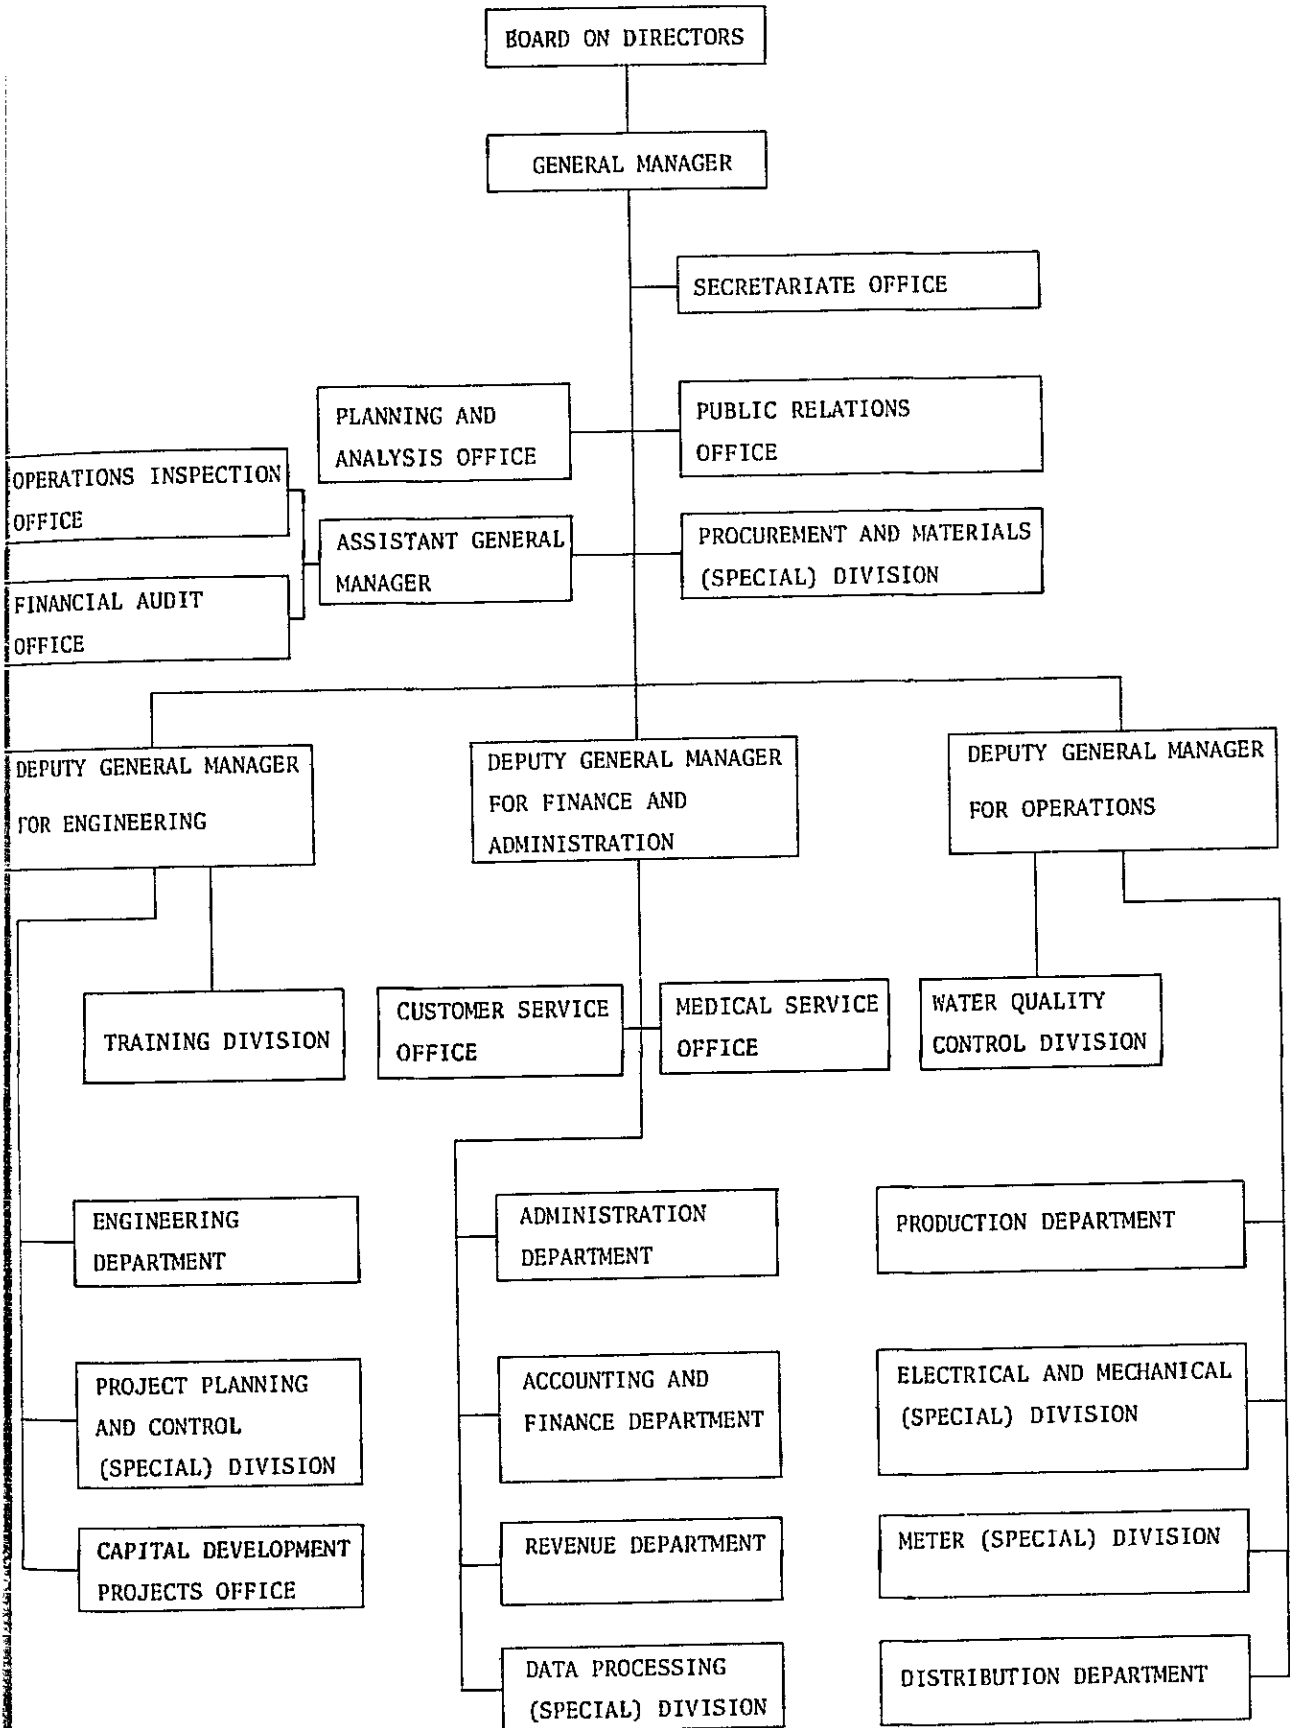 BOARD ON DIRECTORS
GENERAL MANAGER
SECRETARIATE OFFICE
PLANNING AND
ANALYSIS OFFICE
PUBLIC RELATIONS
OFFICE
OPERATIONS INSPECTION
OFFICE
ASSISTANT GENERAL
MANAGER
PROCUREMENT AND MATERIALS
(SPECIAL) DIVISION
FINANCIAL AUDIT
OFFICE
DEPUTY GENERAL MANAGER
FOR ENGINEERING
DEPUTY GENERAL MANAGER
FOR FINANCE AND
ADMINISTRATION
DEPUTY GENERAL MANAGER
FOR OPERATIONS
TRAINING DIVISION
CUSTOMER SERVICE
OFFICE
MEDICAL SERVICE
OFFICE
WATER QUALITY
CONTROL DIVISION
ENGINEERING
DEPARTMENT
ADMINISTRATION
DEPARTMENT
PRODUCTION DEPARTMENT
PROJECT PLANNING
AND CONTROL
(SPECIAL) DIVISION
ACCOUNTING AND
FINANCE DEPARTMENT
ELECTRICAL AND MECHANICAL
(SPECIAL) DIVISION
CAPITAL DEVELOPMENT
PROJECTS OFFICE
REVENUE DEPARTMENT
METER (SPECIAL) DIVISION
DATA PROCESSING
(SPECIAL) DIVISION
DISTRIBUTION DEPARTMENT